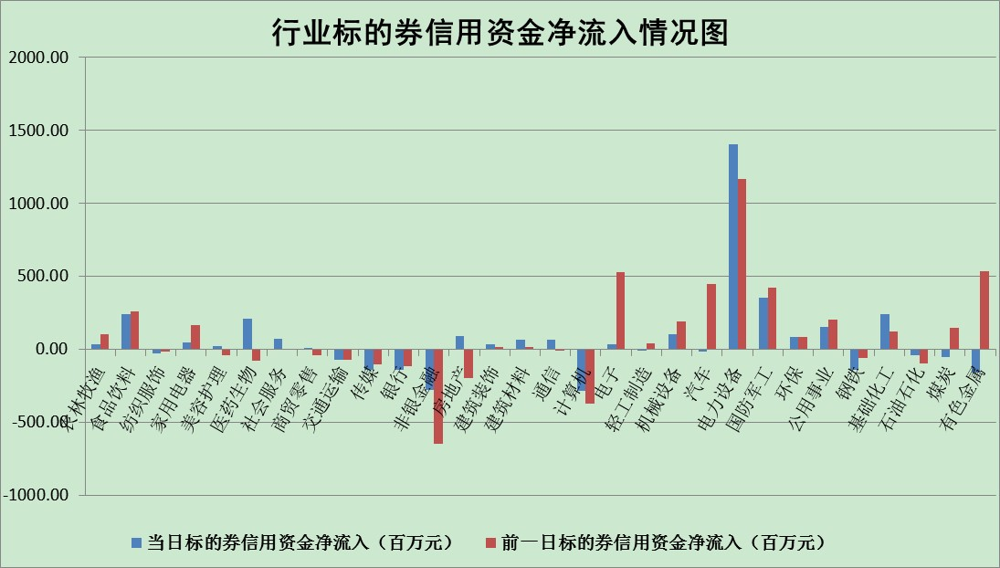 行业标的券信用资金净流入情况图
2000.00
1500.00
1000.00
500.00
0.00
-500.00
-1000.00
农林牧渔
食品饮料
纺织服饰
家用电器
美容护理
医药生物
社会服务
商贸零售
交通运输
传媒
银行
非银金融
房地产
建筑装饰
建筑材料
通信
计算机
电子
轻工制造
机械设备
汽车
电力设备
国防军工
环保
公用事业
钢铁
基础化工
石油石化
煤炭
有色金属
当日标的券信用资金净流入（百万元）
前一日标的券信用资金净流入（百万元）